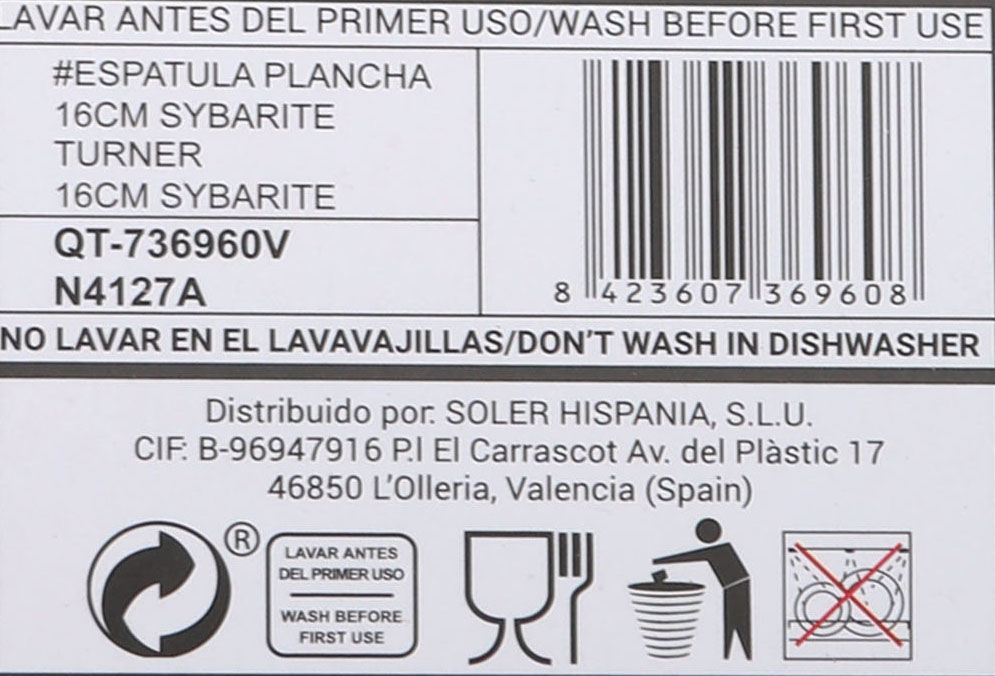 LAVAR ANTES DEL PRIMER USO/WASH BEFORE FIRST USE
#ESPATULA PLANCHA
16CM SYBARITE
TURNER
16CM SYBARITE
QT-736960V
N4127A
8 423607 369608
NO LAVAR EN EL LAVAVAJILLAS/DON'T WASH IN DISHWASHER
Distribuido por: SOLER HISPANIA, S.L.U.
CIF: B-96947916 P.l El Carrascot Av. del Plàstic 17
46850 L'Olleria, Valencia (Spain)
®
LAVAR ANTES
DEL PRIMER USO
WASH BEFORE
FIRST USE